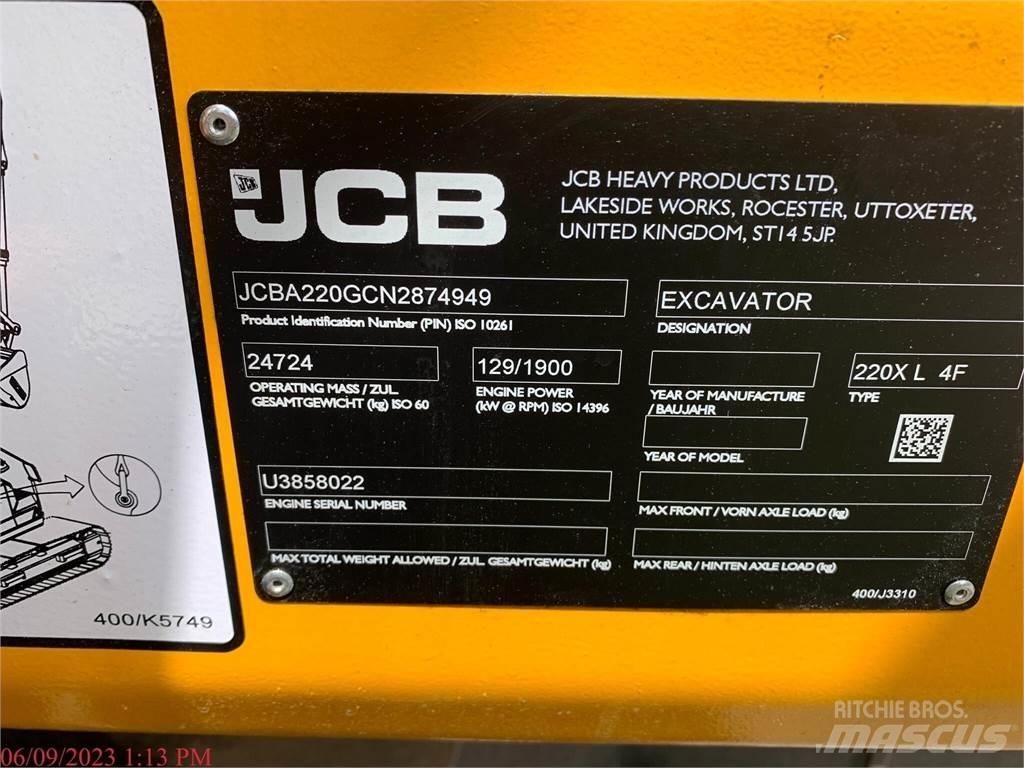 JCB
JCB
JCB HEAVY PRODUCTS LTD,
LAKESIDE WORKS, ROCESTER, UTTOXETER,
UNITED KINGDOM, ST14 5JP.
JCBA220GCN2874949
Product Identification Number (PIN) ISO 10261
EXCAVATOR
DESIGNATION
24724
OPERATING MASS / ZUL.
GESAMTGEWICHT (kg) ISO 60
129/1900
ENGINE POWER
(kW @ RPM) ISO 14396
YEAR OF MANUFACTURE
/ BAUJAHR
220X L 4F
TYPE
YEAR OF MODEL
U3858022
ENGINE SERIAL NUMBER
MAX FRONT / VORN AXLE LOAD (kg)
MAX TOTAL WEIGHT ALLOWED / ZUL. GESAMTGEWICHT (kg)
MAX REAR / HINTEN AXLE LOAD (kg)
400/J3310
400/K5749
06/09/2023 1:13 PM
RITCHIE BROS.
MASCUS